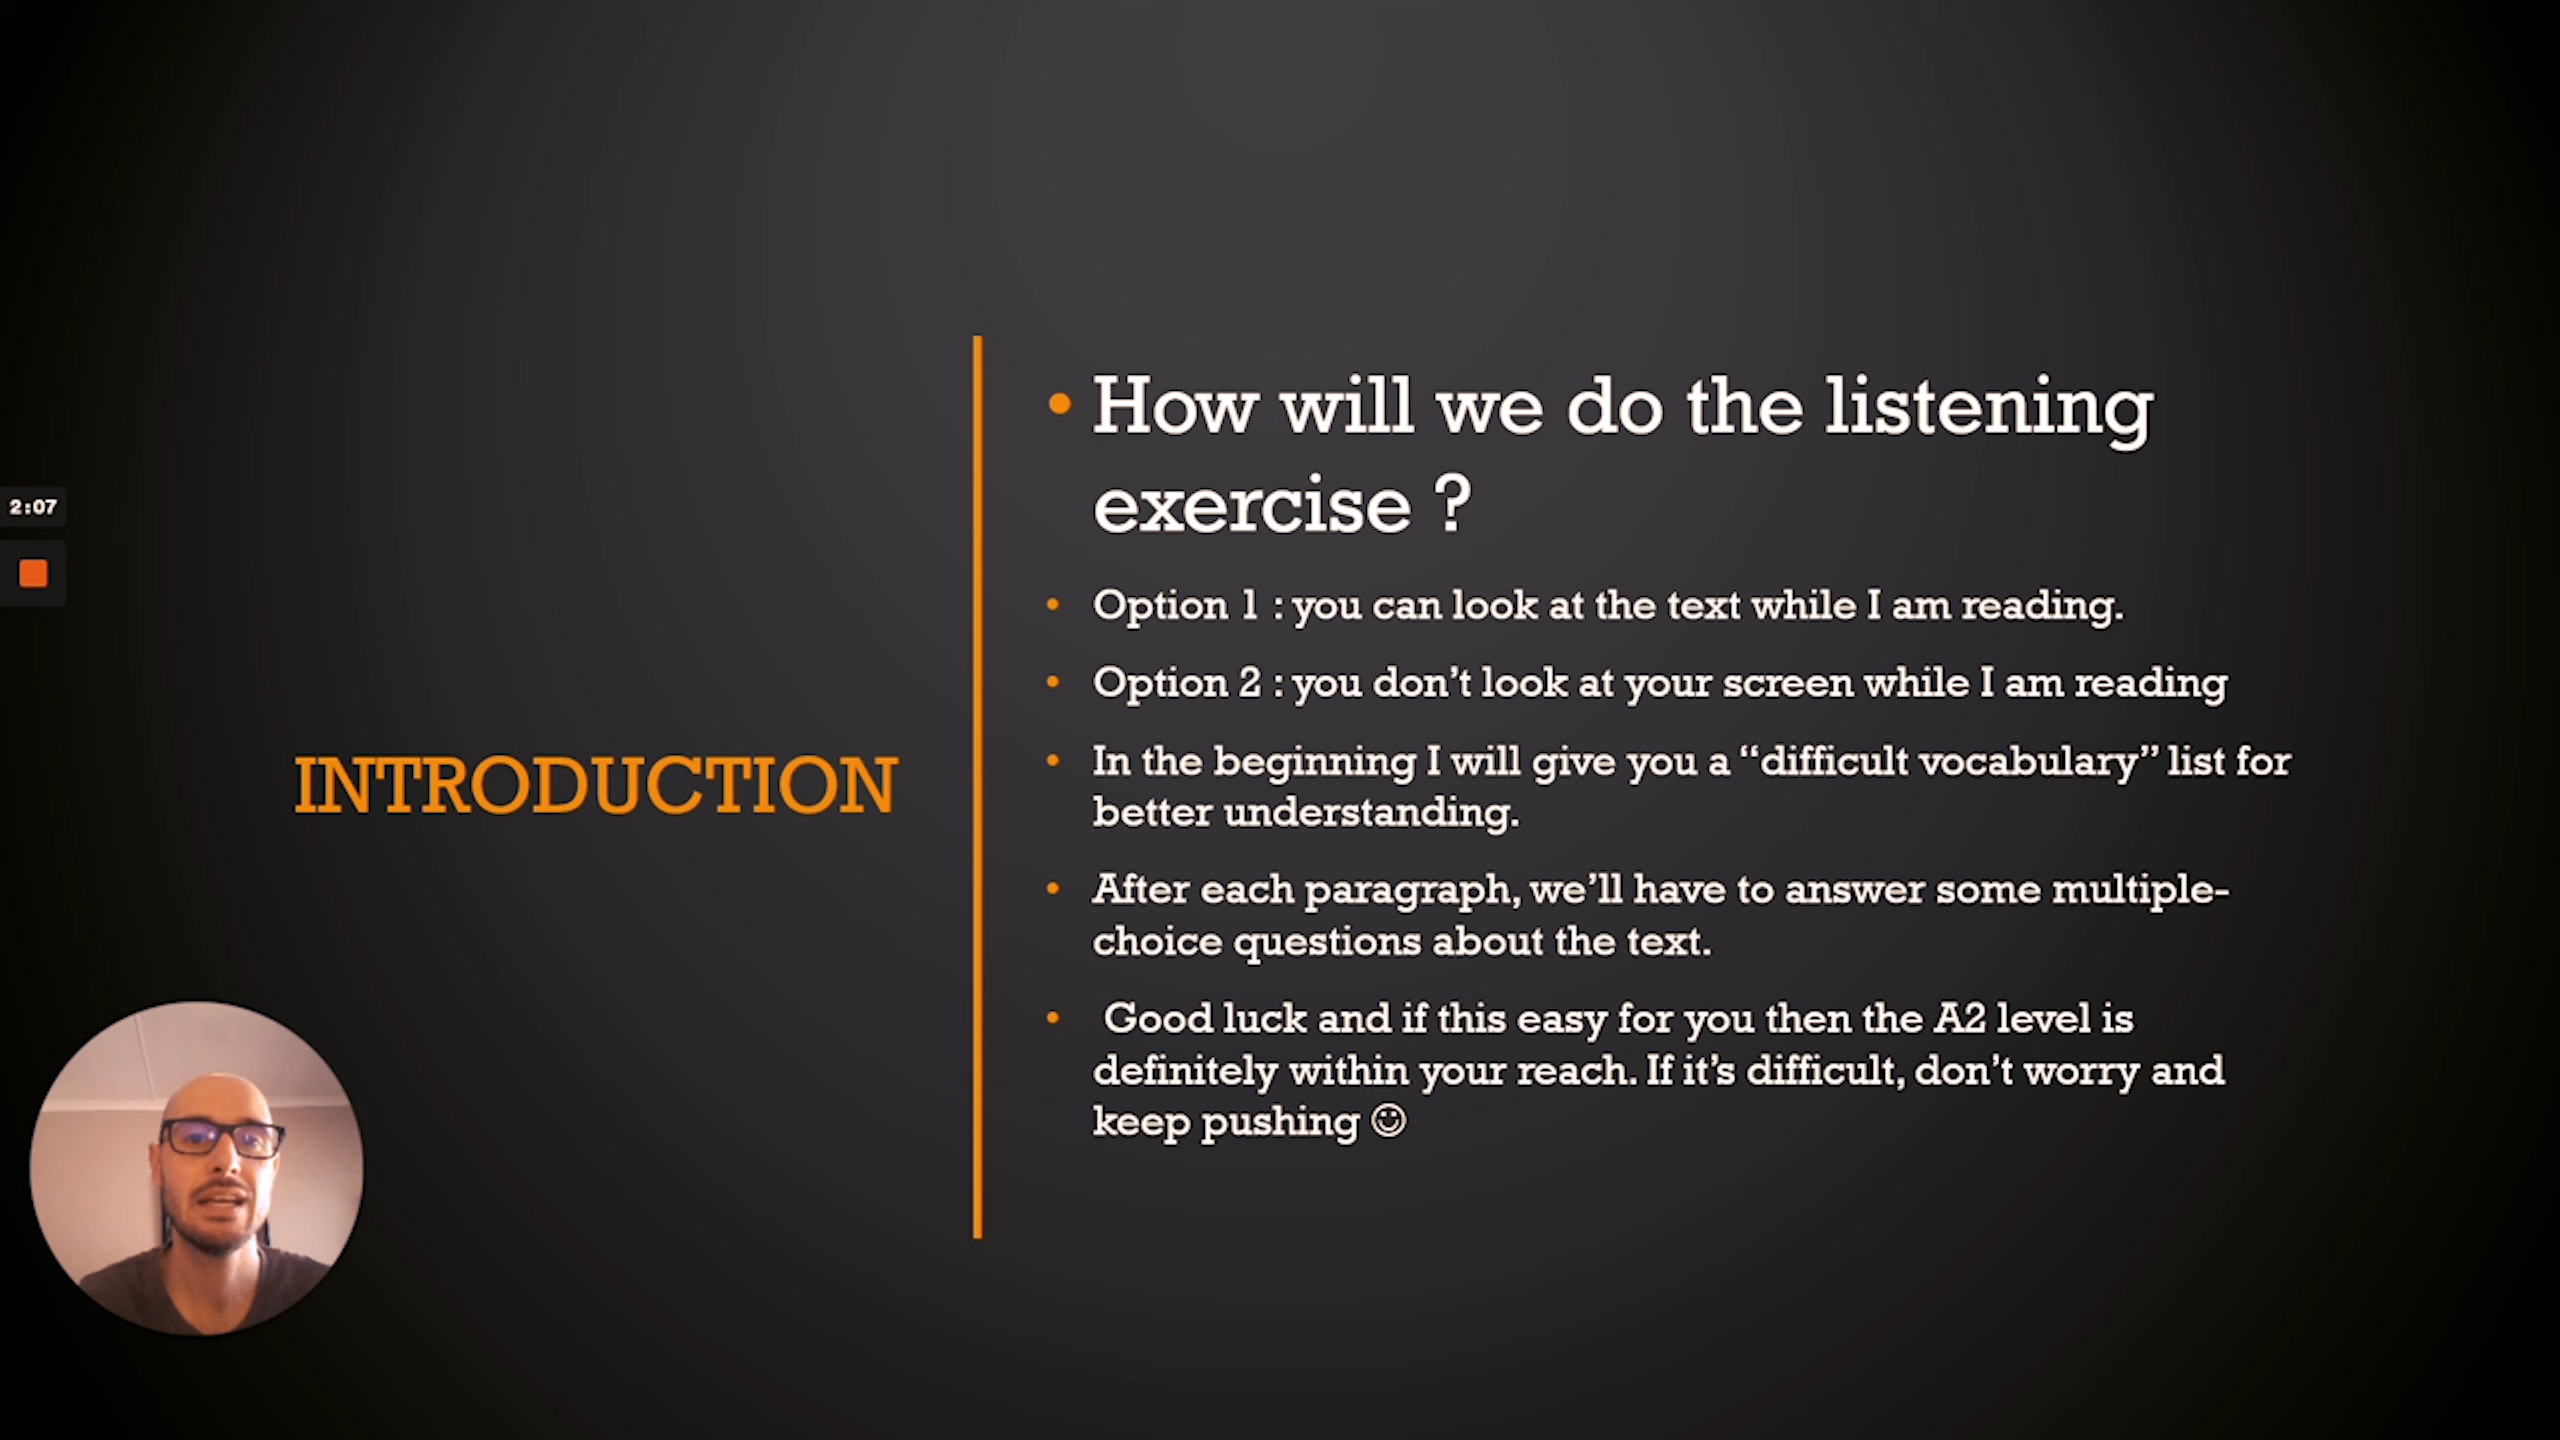 2:07
INTRODUCTION
• How will we do the listening
exercise ?
• Option 1 : you can look at the text while I am reading.
• Option 2 : you don’t look at your screen while I am reading
• In the beginning I will give you a “difficult vocabulary” list for
better understanding.
• After each paragraph, we’ll have to answer some multiple-
choice questions about the text.
• Good luck and if this easy for you then the A2 level is
definitely within your reach. If it’s difficult, don’t worry and
keep pushing ☺